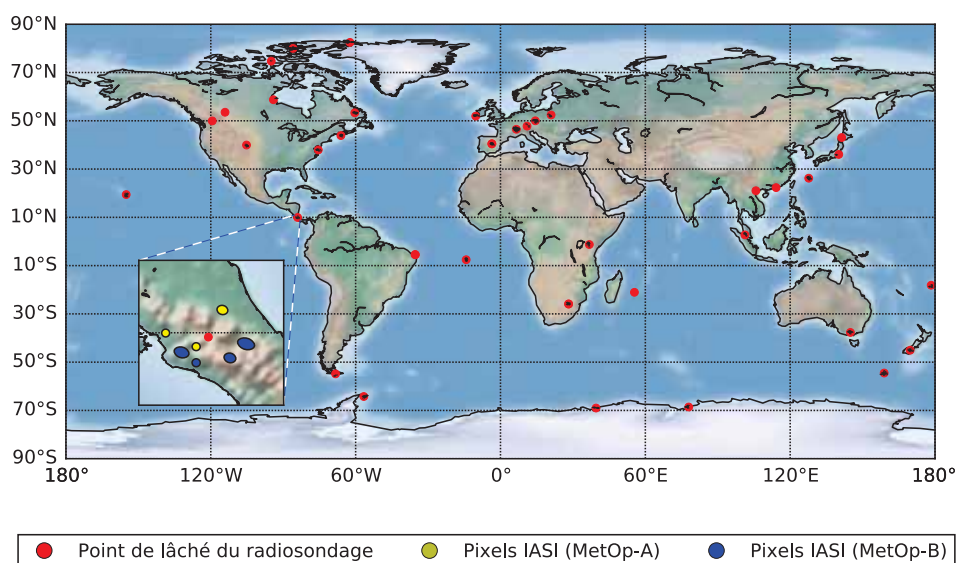 90°N
70°N
50°N
30°N
10°N
10°S
30°S
50°S
70°S
90°S
180° 120°W 60°W 0° 60°E 120°E 180°
Point de lâché du radiosondage Pixels IASI (MetOp-A) Pixels IASI (MetOp-B)